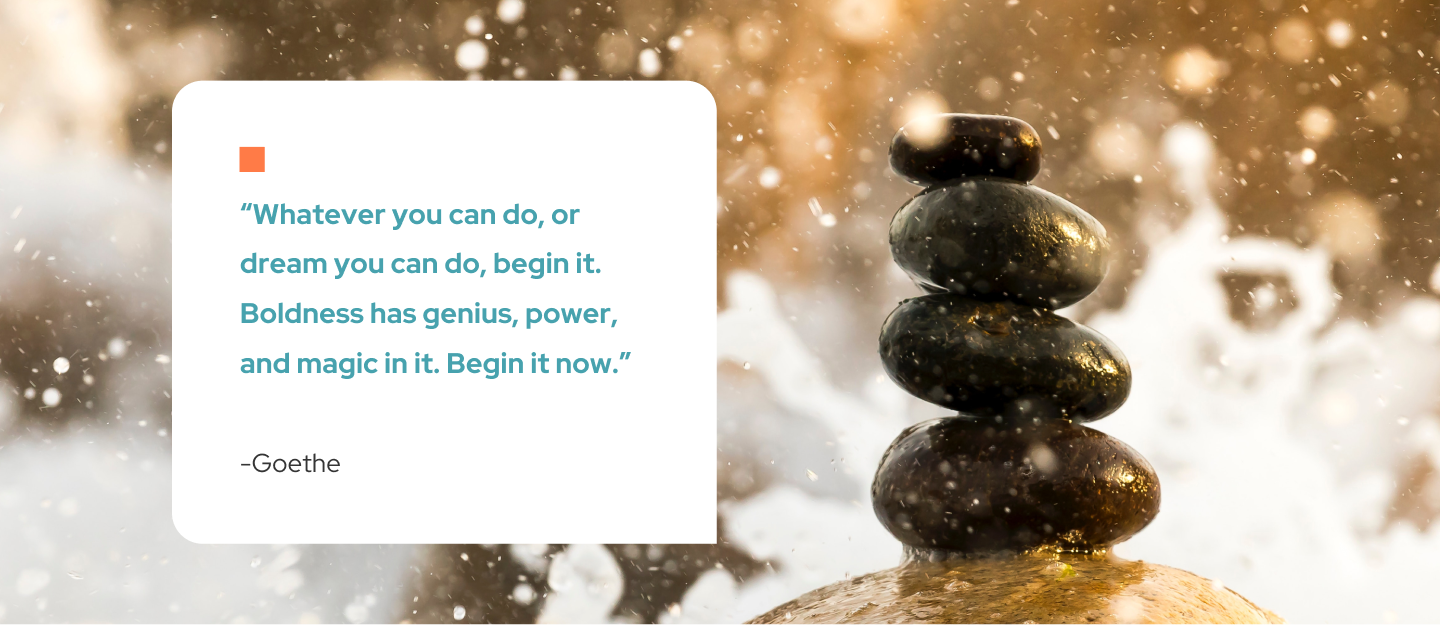 “Whatever you can do, or
dream you can do, begin it.
Boldness has genius, power,
and magic in it. Begin it now.”
-Goethe